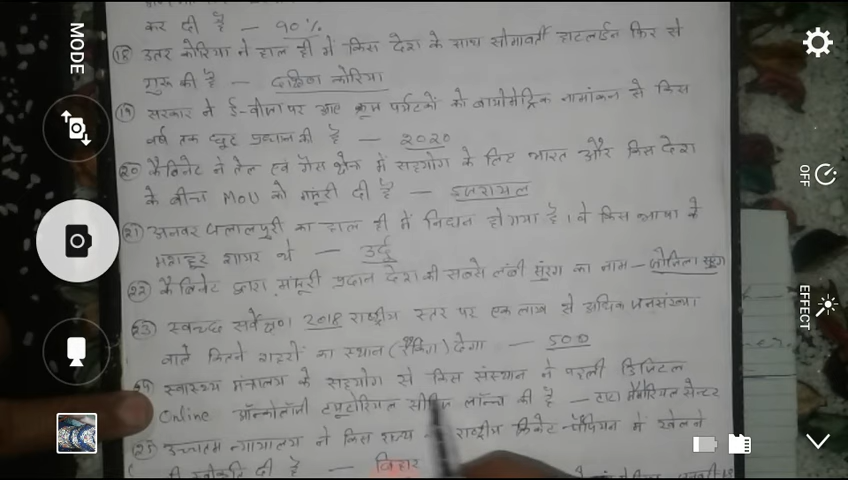 कर दी है — 90%
⑱ उत्तर कोरिया ने हाल ही में किस देश के साथ सीमावर्ती हाटलाईन फिर से
शुरू की है — दक्षिण कोरिया
⑲ सरकार ने ई-वीजा पर आए पर्यटकों को बायोमेट्रिक नामांकन से किस
वर्ष तक छूट प्रदान की है — 2020
⑳ कैबिनेट ने तेल एवं गैस क्षेत्र में सहयोग के लिए भारत और किस देश
के बीच MoU को मंजूरी दी है — इजरायल
㉑ अनवर जलालपुरी का हाल ही में निधन हो गया है। वे किस भाषा के
मशहूर शायर थे — उर्दू
㉒ कैबिनेट द्वारा मंजूरी प्रदान देश की सबसे लंबी सुरंग का नाम — जोजिला सुरंग
㉓ स्वच्छ सर्वेक्षण 2018 राष्ट्रीय स्तर पर एक लाख से अधिक जनसंख्या
वाले कितने शहरों का स्थान (रैंकिंग) देगा — 500
㉔ स्वास्थ्य मंत्रालय के सहयोग से किस संस्थान ने पहली डिजिटल
Online ऑन्कोलॉजी ट्यूटोरियल सीरीज लॉन्च की है — टाटा मैमोरियल सेन्टर
㉕ उच्चतम न्यायालय ने किस राज्य को राष्ट्रीय क्रिकेट चैंपियन में खेलने
की स्वीकृति दी है — बिहार
MODE
OFF
EFFECT